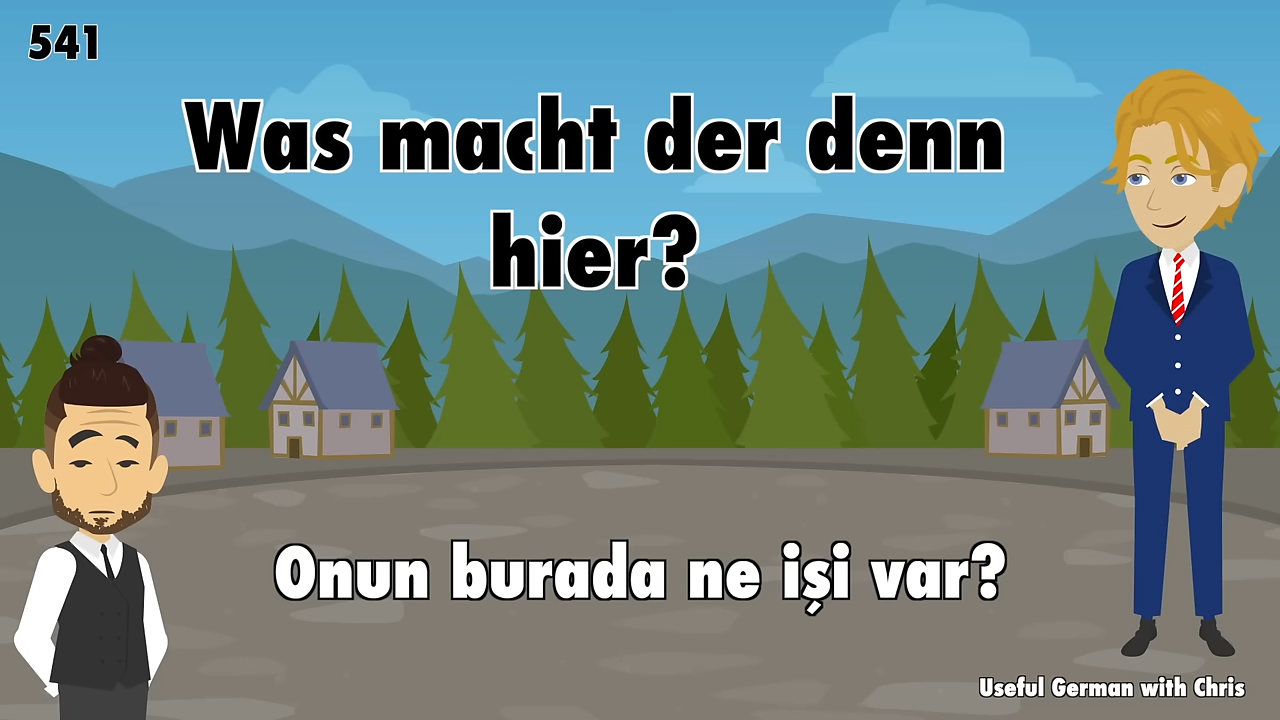 541
Was macht der denn
hier?
Onun burada ne işi var?
Useful German with Chris